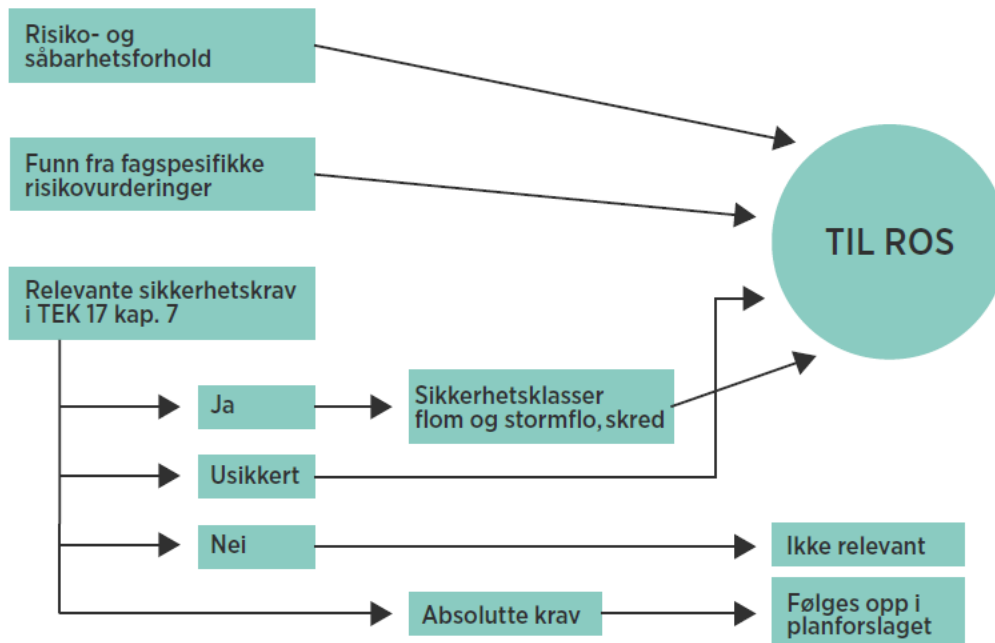 Risiko- og
såbarhetsforhold
Funn fra fagspesifikke
risikovurderinger
TIL ROS
Relevante sikkerhetskrav
i TEK 17 kap. 7
Ja
Sikkerhetsklasser
flom og stormflo, skred
Usikkert
Nei
Ikke relevant
Absolutte krav
Følges opp i
planforslaget